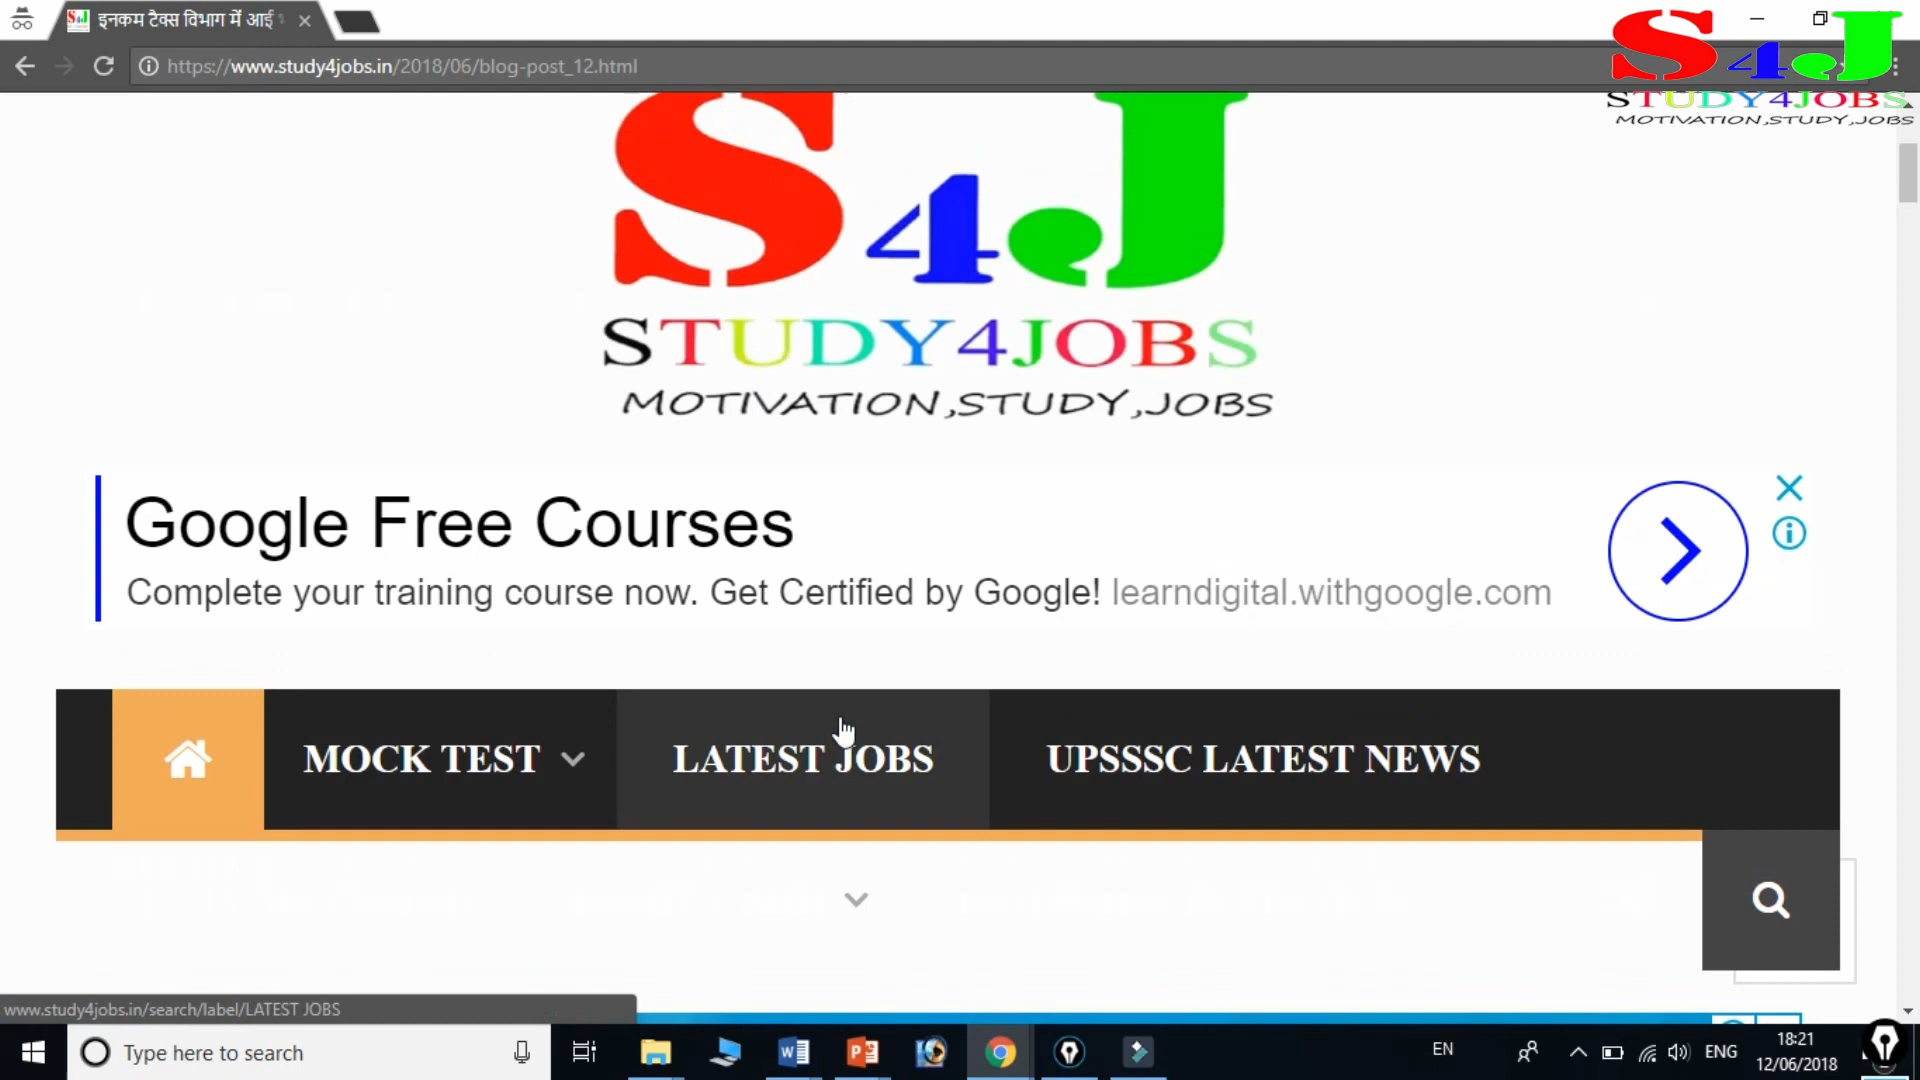 इनकम टैक्स विभाग में आई
https://www.study4jobs.in/2018/06/blog-post_12.html
S4J
STUDY4JOBS
MOTIVATION,STUDY,JOBS
S4J
STUDY4JOBS
MOTIVATION,STUDY,JOBS
Google Free Courses
Complete your training course now. Get Certified by Google! learndigital.withgoogle.com
MOCK TEST LATEST JOBS UPSSSC LATEST NEWS
www.study4jobs.in/search/label/LATEST JOBS
Type here to search
EN
ENG
18:21
12/06/2018